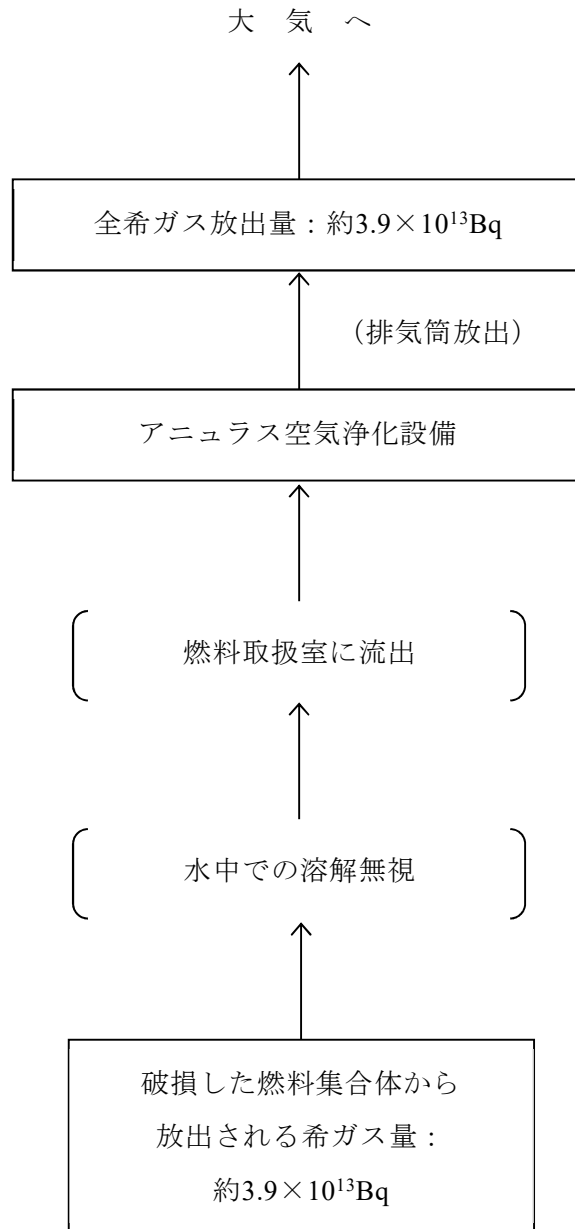 大 気 へ
全希ガス放出量：約3.9×10¹³Bq
（排気筒放出）
アニュラス空気浄化設備
燃料取扱室に流出
水中での溶解無視
破損した燃料集合体から
放出される希ガス量：
約3.9×10¹³Bq